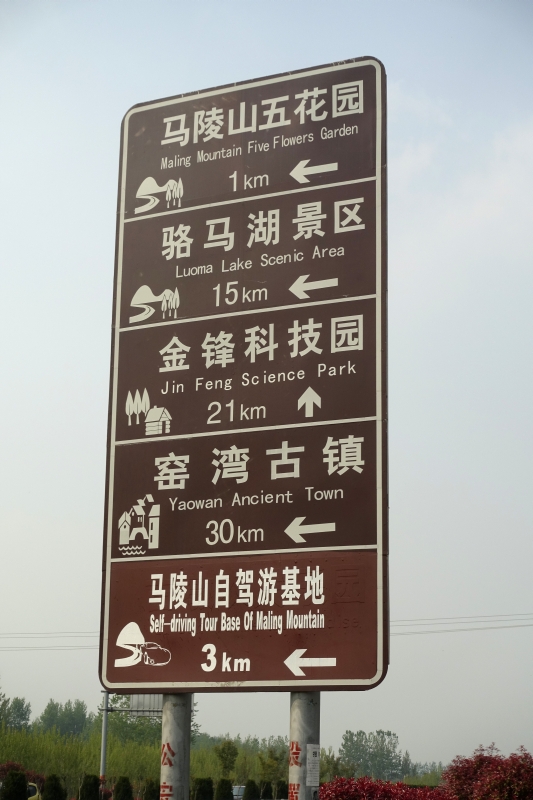 马陵山五花园
Maling Mountain Five Flowers Garden
1km
骆马湖景区
Luoma Lake Scenic Area
15km
金锋科技园
Jin Feng Science Park
21km
窑湾古镇
Yaowan Ancient Town
30km
马陵山自驾游基地
Self-driving Tour Base Of Maling Mountain
3km
公